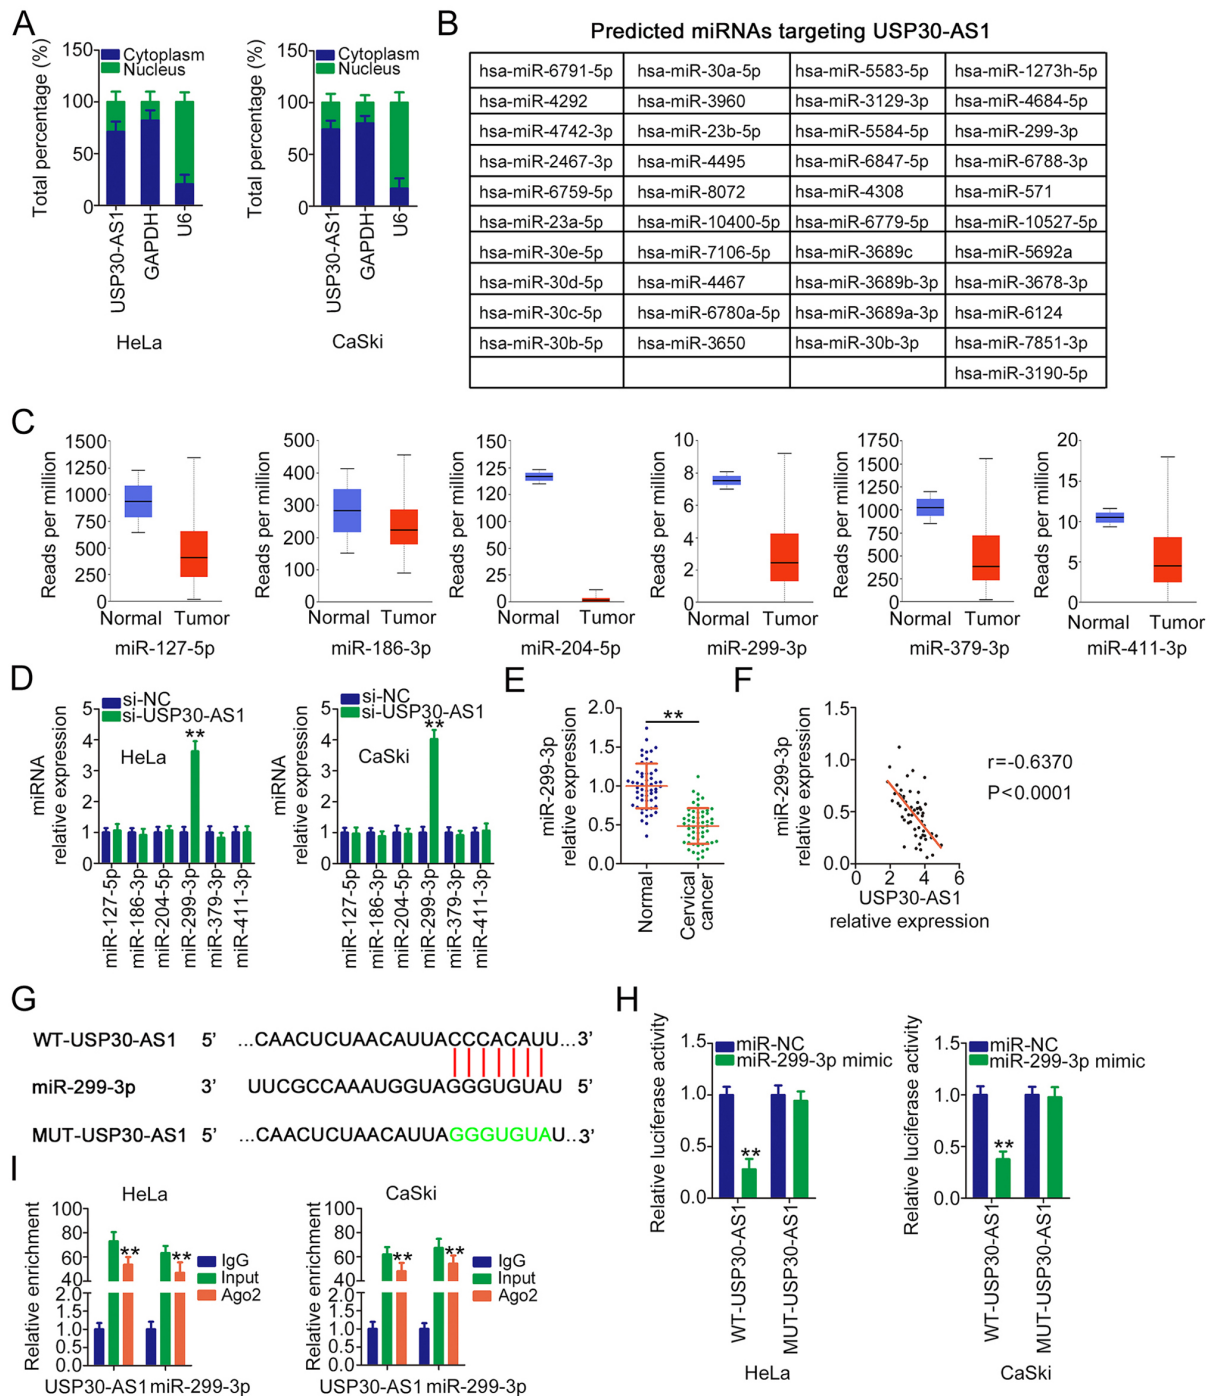 A
Cytoplasm
Nucleus
Total percentage (%)
150
100
50
0
USP30-AS1
GAPDH
U6
HeLa
Cytoplasm
Nucleus
Total percentage (%)
150
100
50
0
USP30-AS1
GAPDH
U6
CaSki
B
Predicted miRNAs targeting USP30-AS1
hsa-miR-6791-5p hsa-miR-30a-5p hsa-miR-5583-5p hsa-miR-1273h-5p
hsa-miR-4292 hsa-miR-3960 hsa-miR-3129-3p hsa-miR-4684-5p
hsa-miR-4742-3p hsa-miR-23b-5p hsa-miR-5584-5p hsa-miR-299-3p
hsa-miR-2467-3p hsa-miR-4495 hsa-miR-6847-5p hsa-miR-6788-3p
hsa-miR-6759-5p hsa-miR-8072 hsa-miR-4308 hsa-miR-571
hsa-miR-23a-5p hsa-miR-10400-5p hsa-miR-6779-5p hsa-miR-10527-5p
hsa-miR-30e-5p hsa-miR-7106-5p hsa-miR-3689c hsa-miR-5692a
hsa-miR-30d-5p hsa-miR-4467 hsa-miR-3689b-3p hsa-miR-3678-3p
hsa-miR-30c-5p hsa-miR-6780a-5p hsa-miR-3689a-3p hsa-miR-6124
hsa-miR-30b-5p hsa-miR-3650 hsa-miR-30b-3p hsa-miR-7851-3p
hsa-miR-3190-5p
C
Reads per million
1500
1250
1000
750
500
250
0
Normal Tumor
miR-127-5p
Reads per million
500
400
300
200
100
0
Normal Tumor
miR-186-3p
Reads per million
150
125
120
100
50
25
0
Normal Tumor
miR-204-5p
Reads per million
8
6
4
2
0
Normal Tumor
miR-299-3p
Reads per million
1750
1500
1250
1000
750
500
250
0
Normal Tumor
miR-379-3p
Reads per million
20
15
10
5
0
Normal Tumor
miR-411-3p
D
si-NC
si-USP30-AS1
**
HeLa
miRNA
relative expression
5
4
3
2
1
0
miR-127-5p
miR-186-3p
miR-204-5p
miR-299-3p
miR-379-3p
miR-411-3p
si-NC
si-USP30-AS1
**
CaSki
miRNA
relative expression
5
4
3
2
1
0
miR-127-5p
miR-186-3p
miR-204-5p
miR-299-3p
miR-379-3p
miR-411-3p
E
miR-299-3p
relative expression
2.0
1.5
1.0
0.5
0.0
**
Normal
Cervical
cancer
F
miR-299-3p
relative expression
1.5
1.0
0.5
0.0
0 2 4 6
USP30-AS1
relative expression
r=-0.6370
P<0.0001
G
WT-USP30-AS1 5' ...CAACUCUAACAUUACCCACAUU...3'
miR-299-3p 3' UUCGCCAAAUGGUAGGGUGUAU 5'
MUT-USP30-AS1 5' ...CAACUCUAACAUUAGGGUGUAU...3'
H
miR-NC
miR-299-3p mimic
Relative luciferase activity
1.5
1.0
0.5
0.0
**
WT-USP30-AS1
MUT-USP30-AS1
HeLa
miR-NC
miR-299-3p mimic
Relative luciferase activity
1.5
1.0
0.5
0.0
**
WT-USP30-AS1
MUT-USP30-AS1
CaSki
I
HeLa
Relative enrichment
100
80
60
40
2.0
1.5
1.0
0.5
0.0
**
**
IgG
Input
Ago2
USP30-AS1 miR-299-3p
CaSki
Relative enrichment
100
80
60
40
2.0
1.5
1.0
0.5
0.0
**
**
IgG
Input
Ago2
USP30-AS1 miR-299-3p